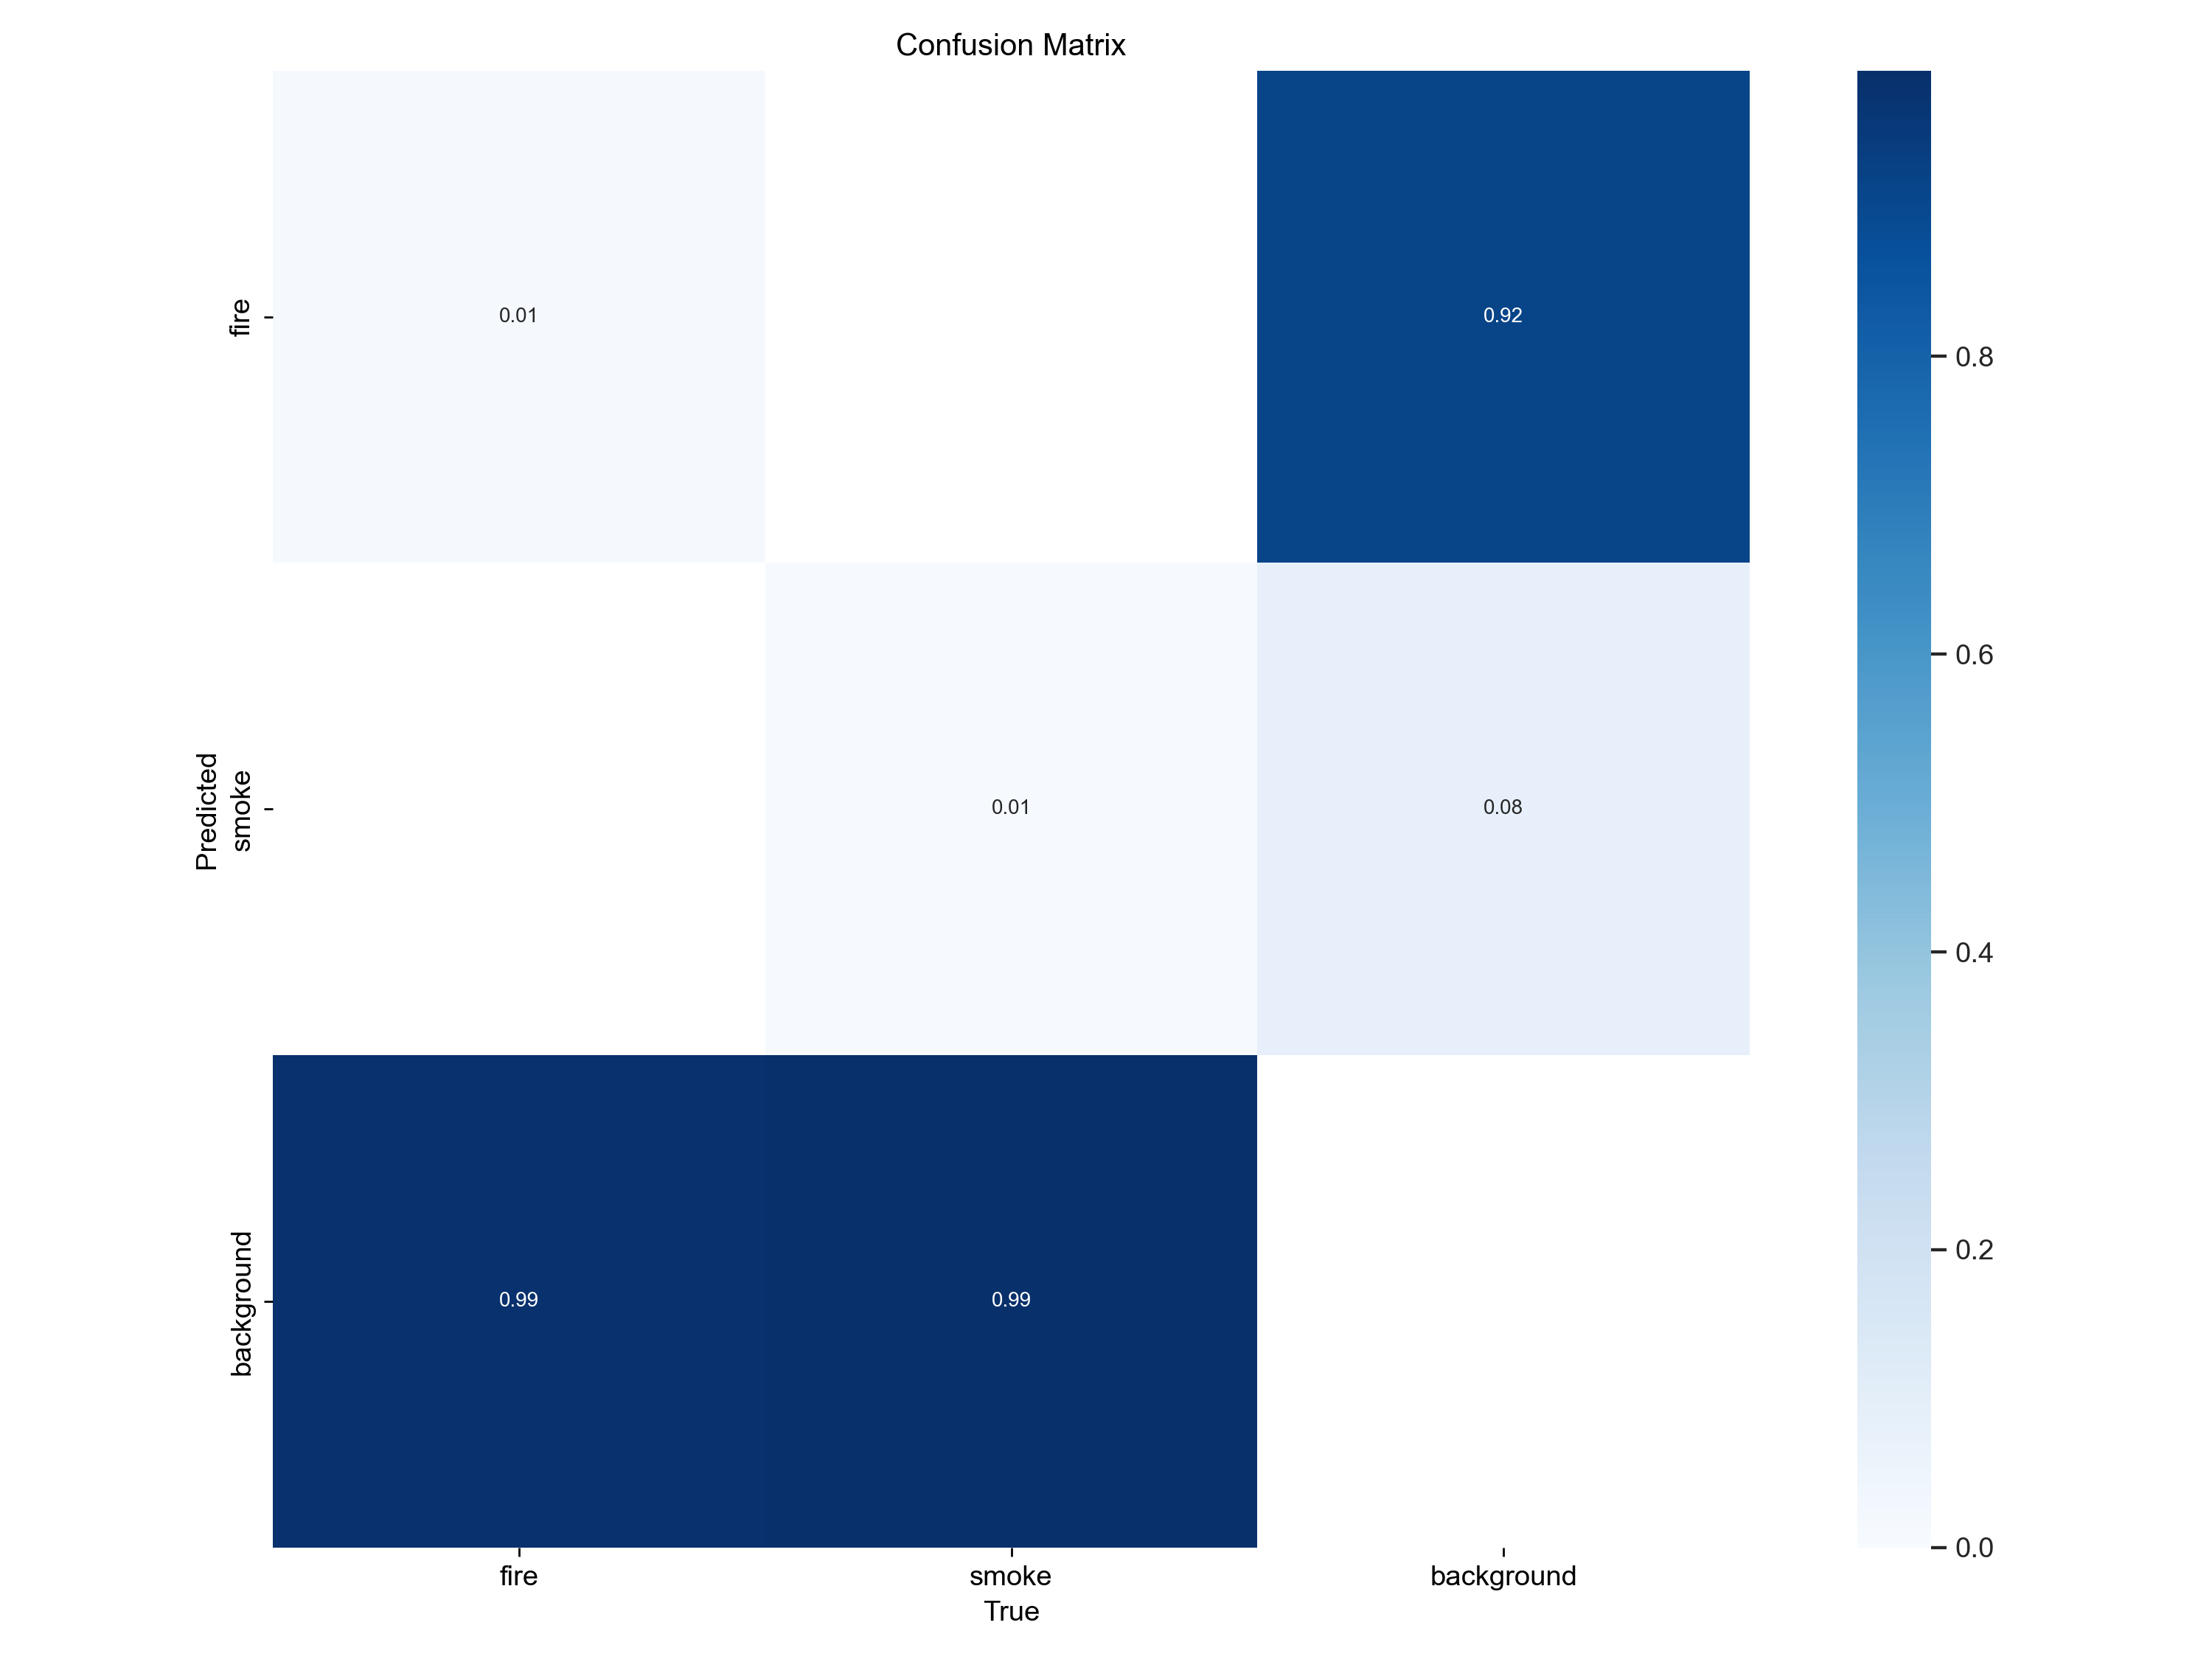 Confusion Matrix
fire
0.01
0.92
0.8
0.6
Predicted
smoke
0.01
0.08
0.4
0.2
background
0.99
0.99
0.0
fire
smoke
background
True